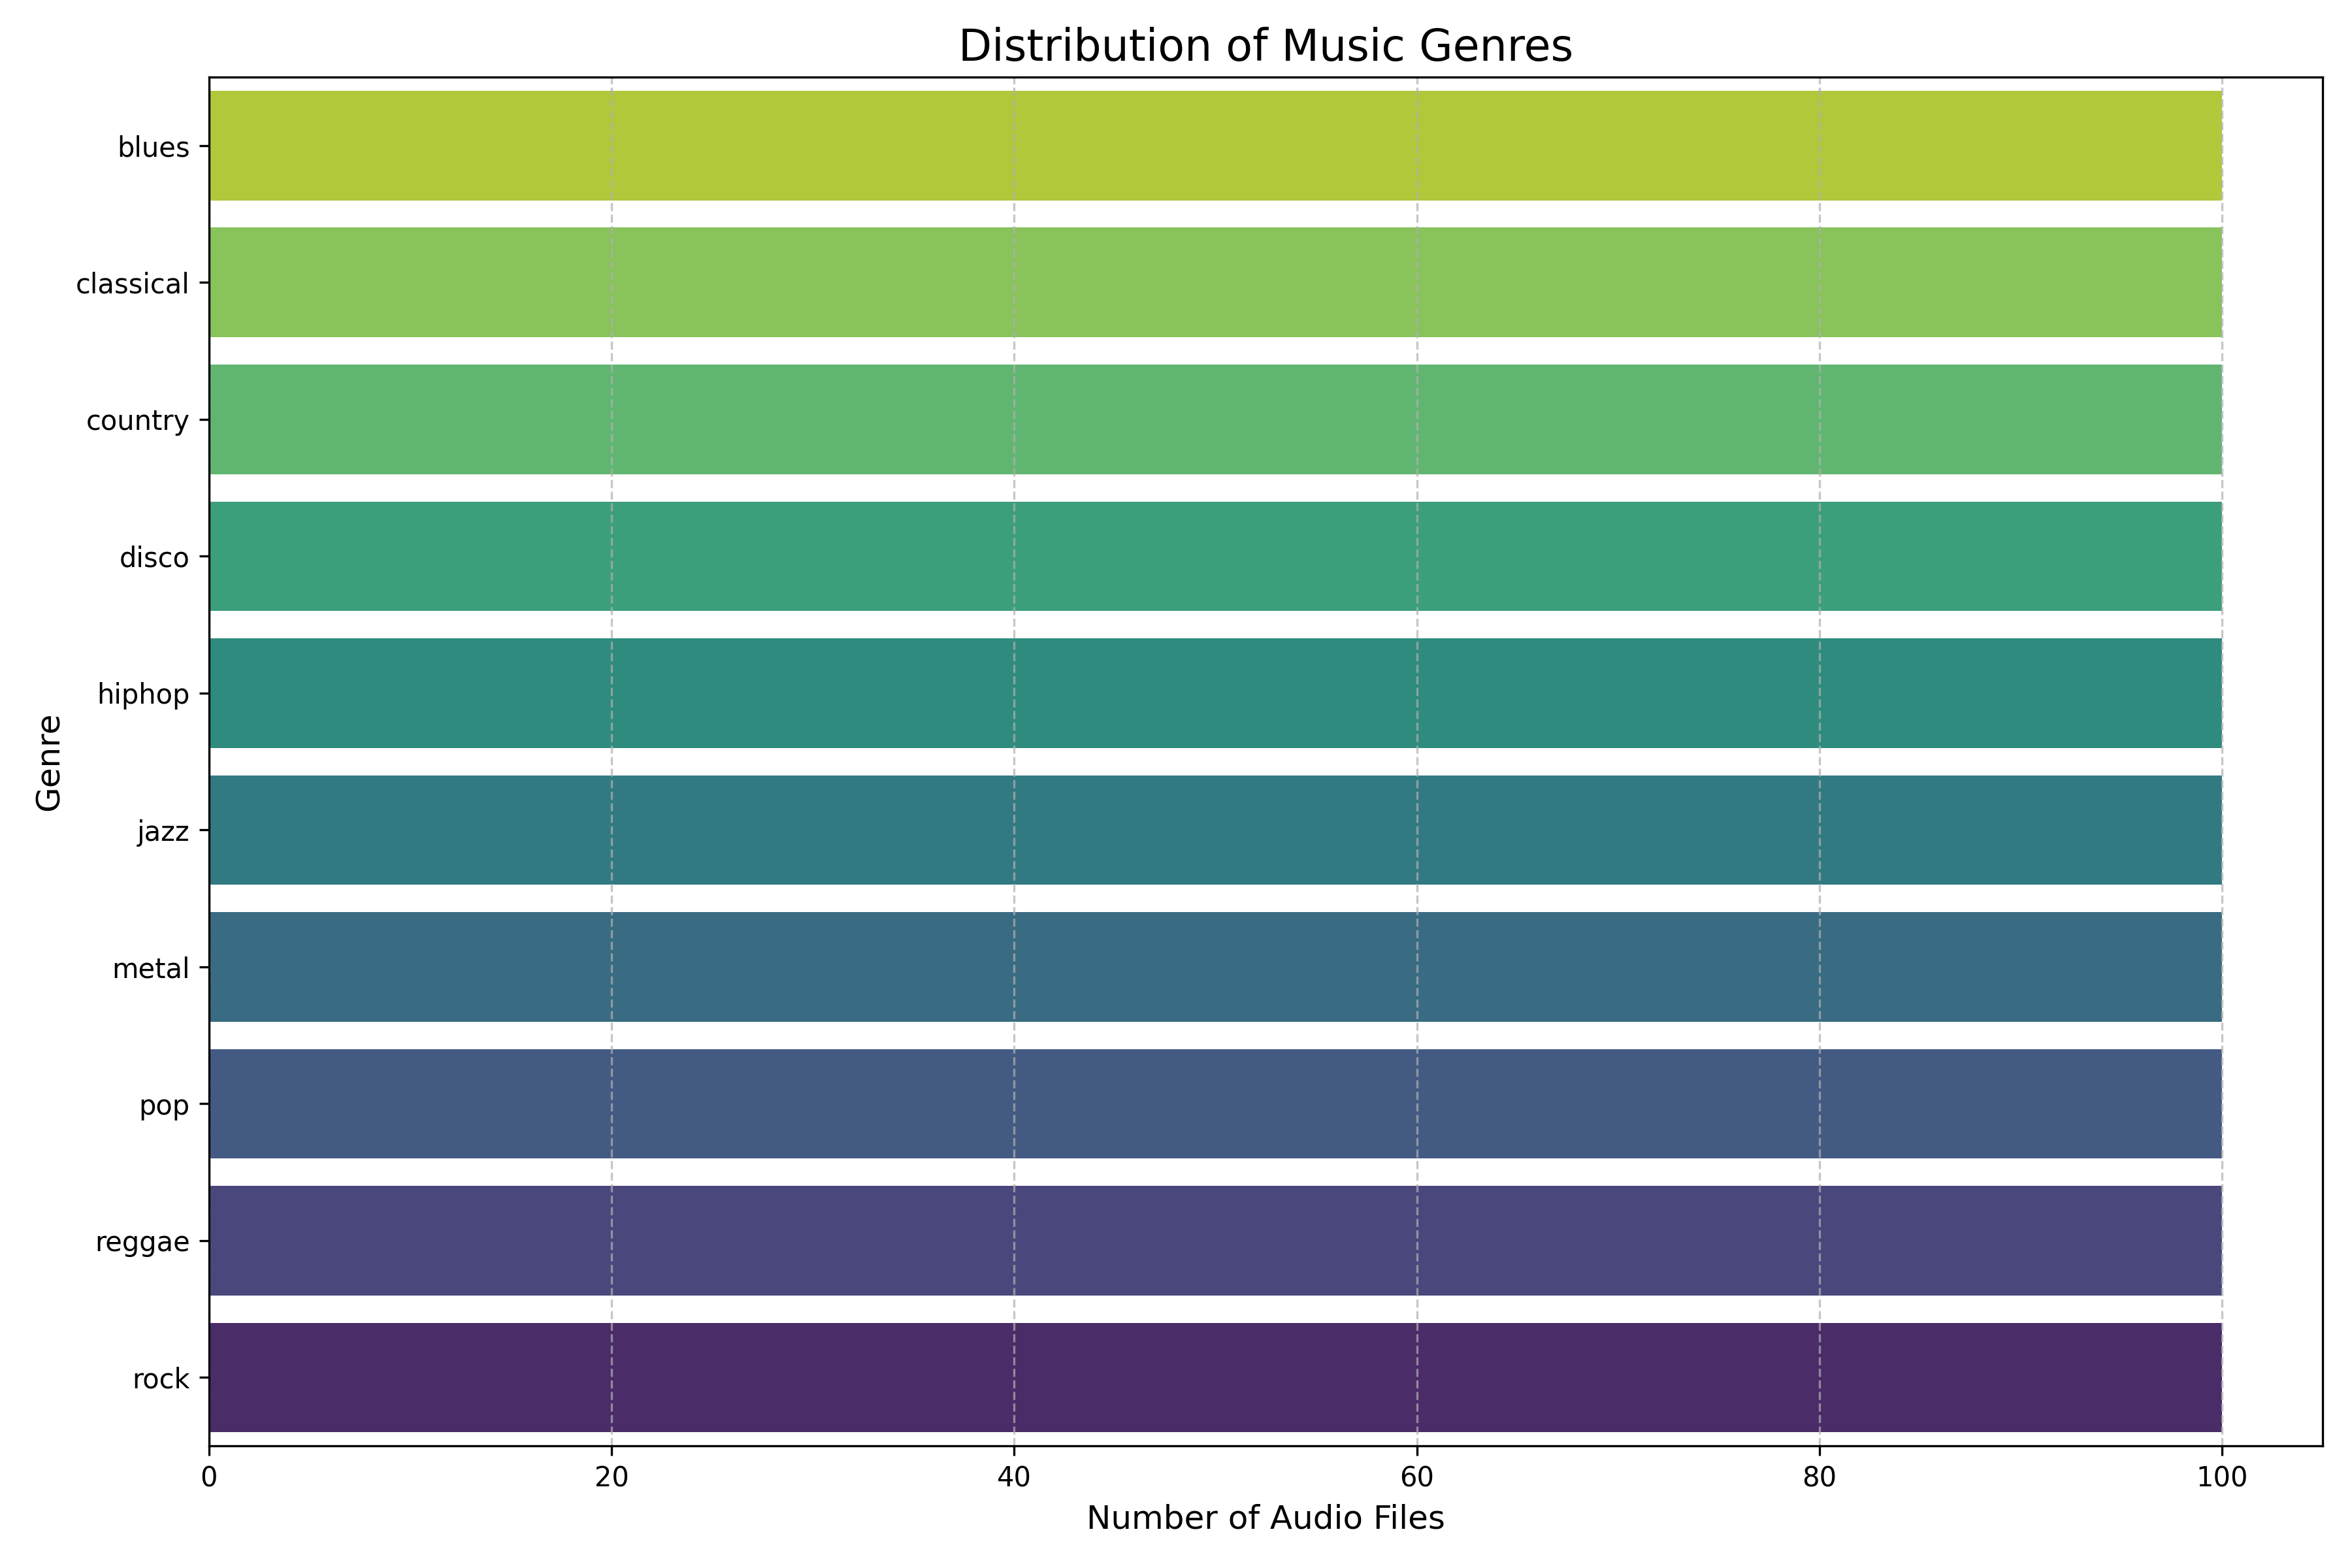 Distribution of Music Genres
blues
classical
country
disco
hiphop
jazz
metal
pop
reggae
rock
Genre
0 20 40 60 80 100
Number of Audio Files